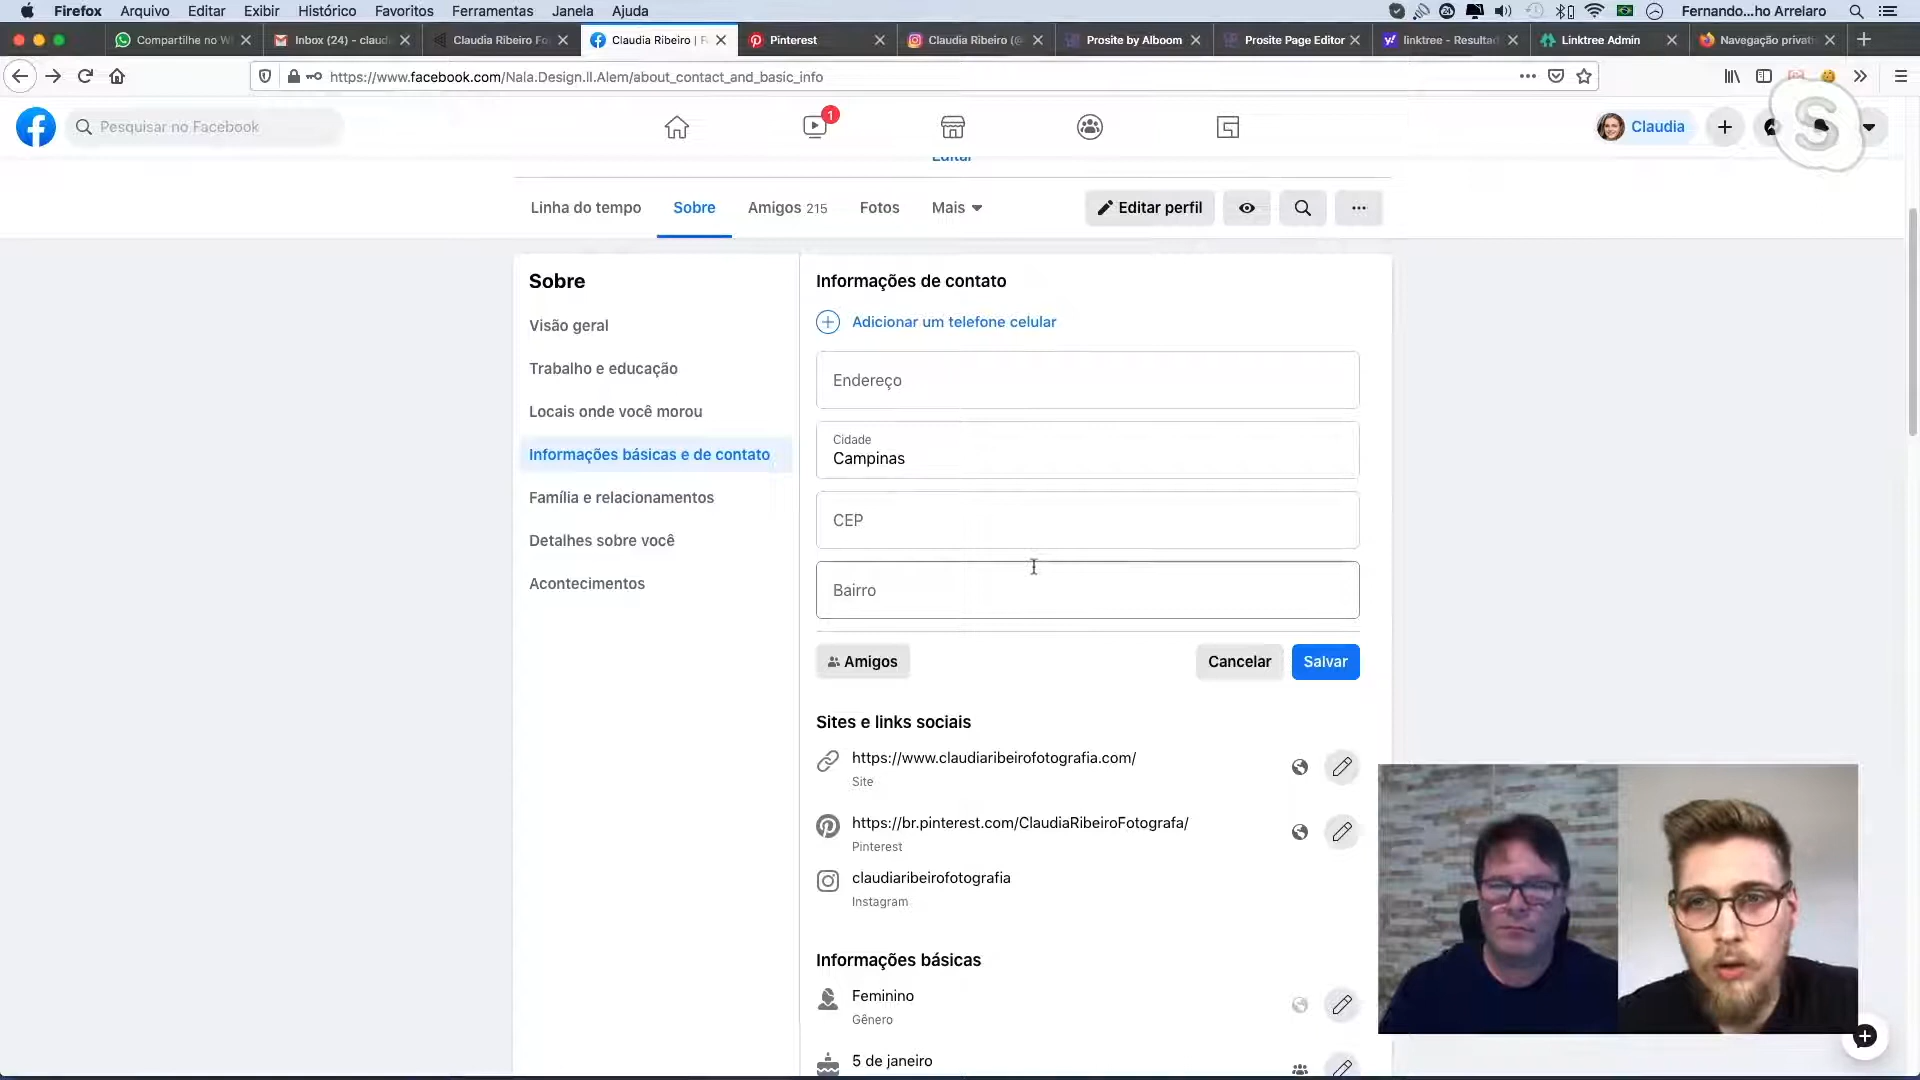 Firefox Arquivo Editar Exibir Histórico Favoritos Ferramentas Janela Ajuda Fernando...ho Arrelaro
Compartilhe no W Inbox (24) - claud Claudia Ribeiro Fo Claudia Ribeiro | F Pinterest Claudia Ribeiro (@ Prosite by Alboom Prosite Page Editor linktree - Resultad Linktree Admin Navegação privat
https://www.facebook.com/Nala.Design.Il.Alem/about_contact_and_basic_info
Pesquisar no Facebook
1
Claudia
Editar
Linha do tempo Sobre Amigos 215 Fotos Mais Editar perfil
Sobre
Visão geral
Trabalho e educação
Locais onde você morou
Informações básicas e de contato
Família e relacionamentos
Detalhes sobre você
Acontecimentos
Informações de contato
Adicionar um telefone celular
Endereço
Cidade
Campinas
CEP
Bairro
Amigos Cancelar Salvar
Sites e links sociais
https://www.claudiaribeirofotografia.com/
Site
https://br.pinterest.com/ClaudiaRibeiroFotografa/
Pinterest
claudiaribeirofotografia
Instagram
Informações básicas
Feminino
Gênero
5 de janeiro